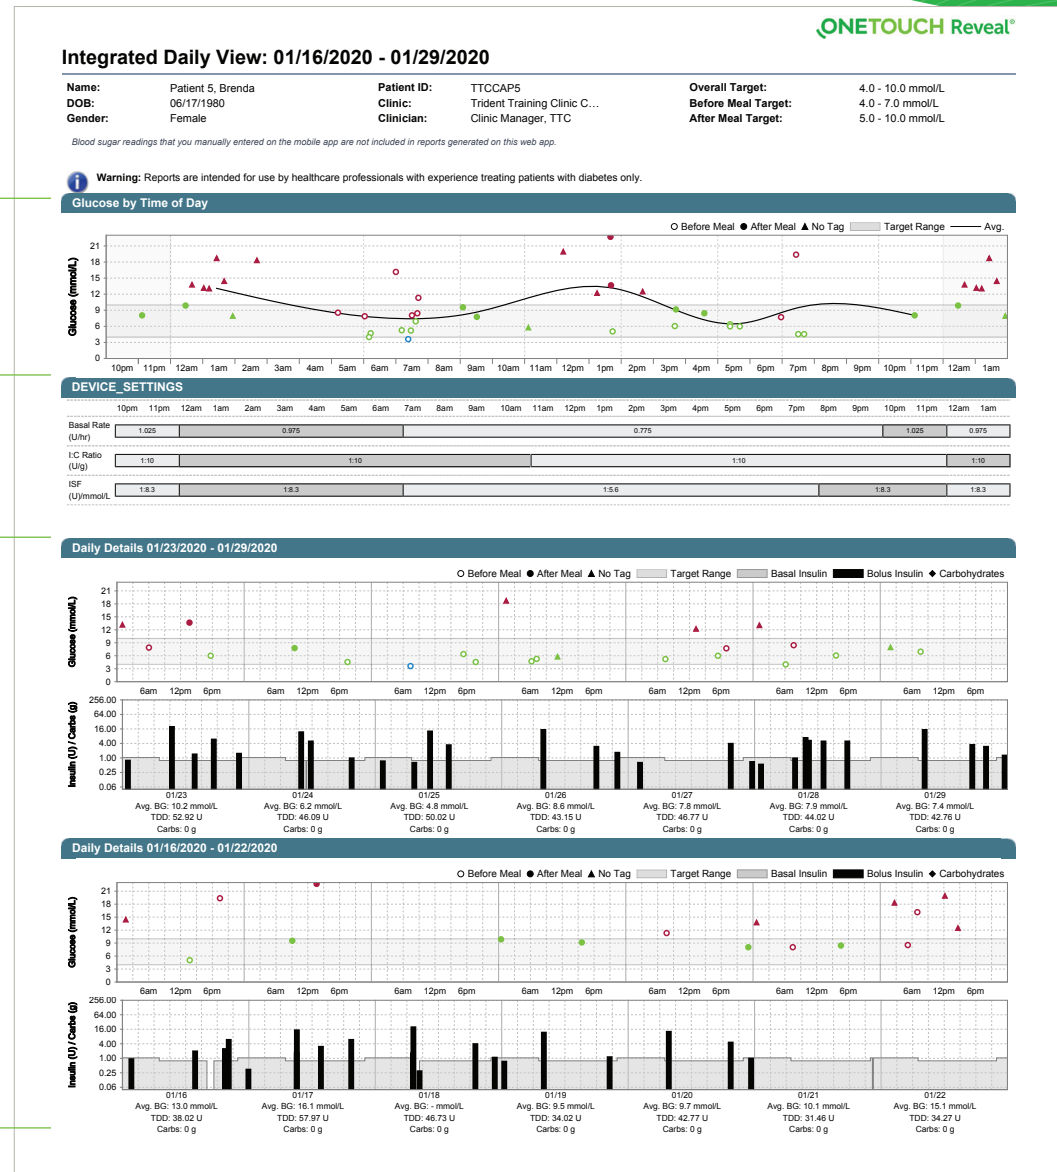 ONETOUCH Reveal®
Integrated Daily View: 01/16/2020 - 01/29/2020
Name: Patient 5, Brenda Patient ID: TTCCAP5 Overall Target: 4.0 - 10.0 mmol/L
DOB: 06/17/1980 Clinic: Trident Training Clinic C... Before Meal Target: 4.0 - 7.0 mmol/L
Gender: Female Clinician: Clinic Manager, TTC After Meal Target: 5.0 - 10.0 mmol/L
Blood sugar readings that you manually entered on the mobile app are not included in reports generated on this web app.
i Warning: Reports are intended for use by healthcare professionals with experience treating patients with diabetes only.
Glucose by Time of Day
Before Meal After Meal No Tag Target Range Avg.
Glucose (mmol/L)
21
18
15
12
9
6
3
0
10pm 11pm 12am 1am 2am 3am 4am 5am 6am 7am 8am 9am 10am 11am 12pm 1pm 2pm 3pm 4pm 5pm 6pm 7pm 8pm 9pm 10pm 11pm 12am 1am
DEVICE_SETTINGS
10pm 11pm 12am 1am 2am 3am 4am 5am 6am 7am 8am 9am 10am 11am 12pm 1pm 2pm 3pm 4pm 5pm 6pm 7pm 8pm 9pm 10pm 11pm 12am 1am
Basal Rate (U/hr) 1.025 0.975 0.775 1.025 0.975
I:C Ratio (U/g) 1:10 1:10 1:10 1:10
ISF (U)/mmol/L 1:8.3 1:8.3 1:5.6 1:8.3 1:8.3
Daily Details 01/23/2020 - 01/29/2020
Before Meal After Meal No Tag Target Range Basal Insulin Bolus Insulin Carbohydrates
Glucose (mmol/L)
21
18
15
12
9
6
3
0
6am 12pm 6pm 6am 12pm 6pm 6am 12pm 6pm 6am 12pm 6pm 6am 12pm 6pm 6am 12pm 6pm 6am 12pm 6pm
Insulin (U) / Carbs (g)
256.00
64.00
16.00
4.00
1.00
0.25
0.06
01/23 01/24 01/25 01/26 01/27 01/28 01/29
Avg. BG: 10.2 mmol/L Avg. BG: 6.2 mmol/L Avg. BG: 4.8 mmol/L Avg. BG: 8.6 mmol/L Avg. BG: 7.8 mmol/L Avg. BG: 7.9 mmol/L Avg. BG: 7.4 mmol/L
TDD: 52.92 U TDD: 46.09 U TDD: 50.02 U TDD: 43.15 U TDD: 46.77 U TDD: 44.02 U TDD: 42.76 U
Carbs: 0 g Carbs: 0 g Carbs: 0 g Carbs: 0 g Carbs: 0 g Carbs: 0 g Carbs: 0 g
Daily Details 01/16/2020 - 01/22/2020
Before Meal After Meal No Tag Target Range Basal Insulin Bolus Insulin Carbohydrates
Glucose (mmol/L)
21
18
15
12
9
6
3
0
6am 12pm 6pm 6am 12pm 6pm 6am 12pm 6pm 6am 12pm 6pm 6am 12pm 6pm 6am 12pm 6pm 6am 12pm 6pm
Insulin (U) / Carbs (g)
256.00
64.00
16.00
4.00
1.00
0.25
0.06
01/16 01/17 01/18 01/19 01/20 01/21 01/22
Avg. BG: 13.0 mmol/L Avg. BG: 16.1 mmol/L Avg. BG: - mmol/L Avg. BG: 9.5 mmol/L Avg. BG: 9.7 mmol/L Avg. BG: 10.1 mmol/L Avg. BG: 15.1 mmol/L
TDD: 38.02 U TDD: 57.97 U TDD: 46.73 U TDD: 34.02 U TDD: 42.77 U TDD: 31.46 U TDD: 34.27 U
Carbs: 0 g Carbs: 0 g Carbs: 0 g Carbs: 0 g Carbs: 0 g Carbs: 0 g Carbs: 0 g